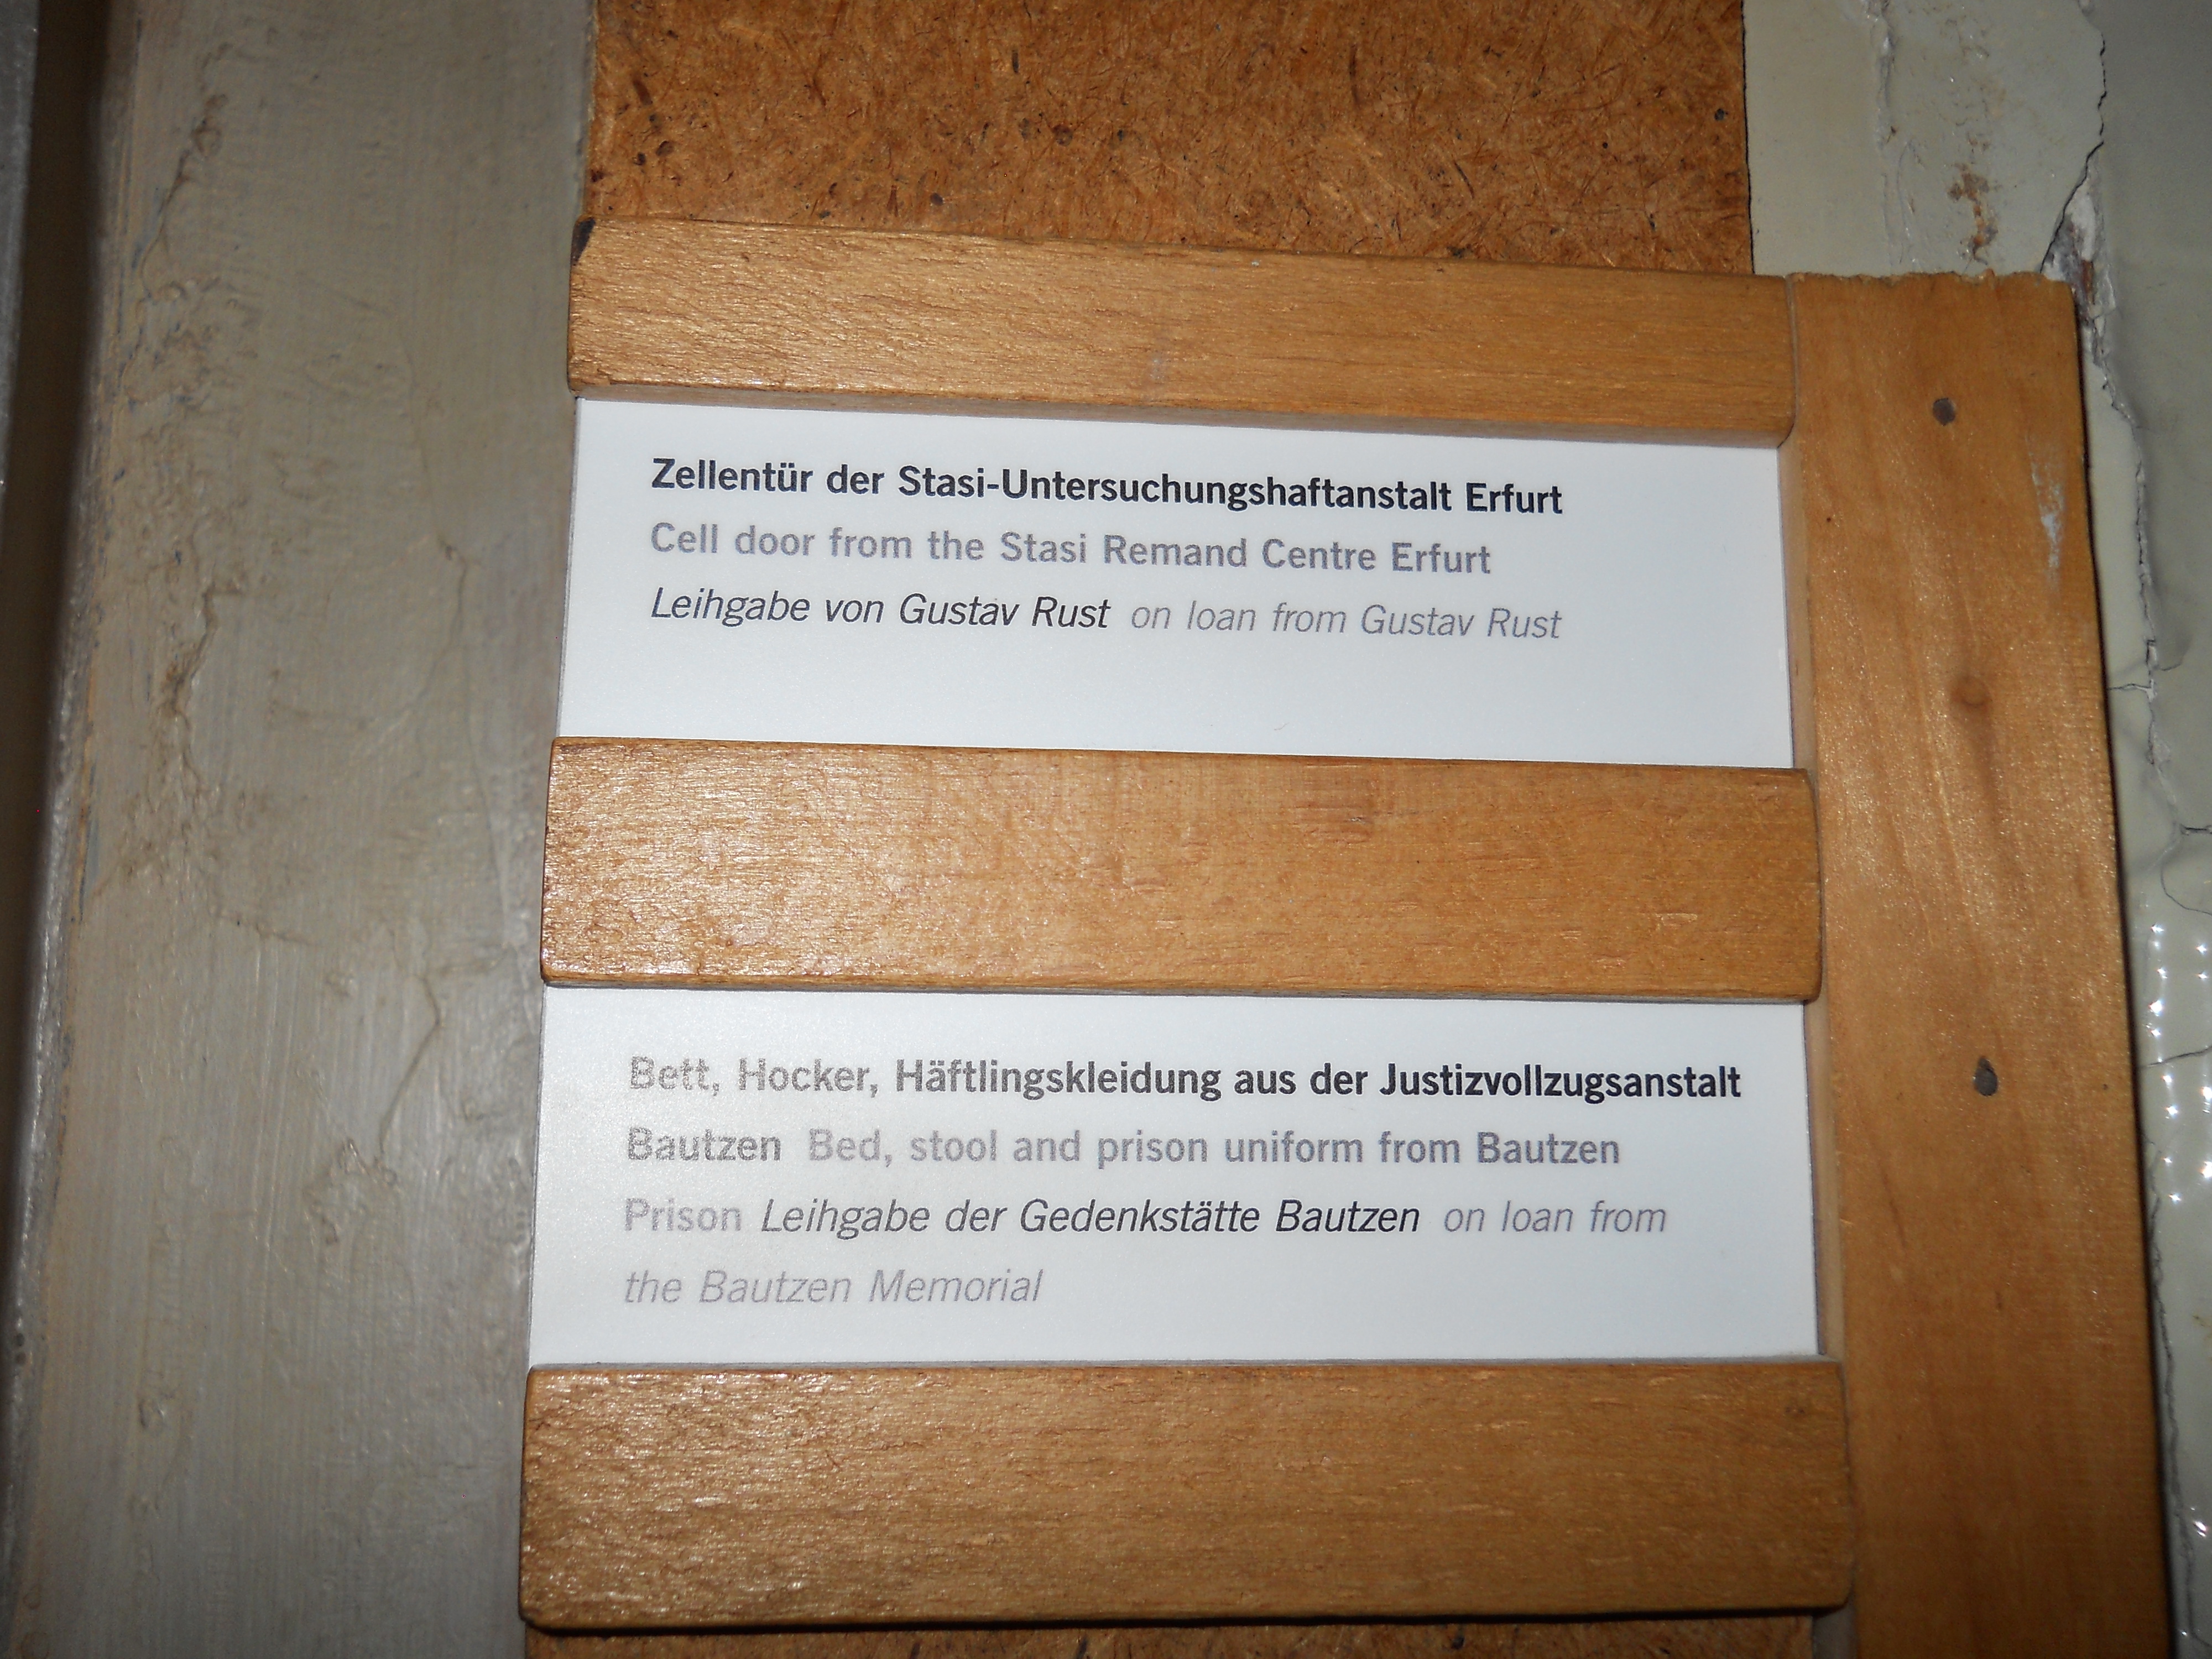 Zellentür der Stasi-Untersuchungshaftanstalt Erfurt
Cell door from the Stasi Remand Centre Erfurt
Leihgabe von Gustav Rust on loan from Gustav Rust
Bett, Hocker, Häftlingskleidung aus der Justizvollzugsanstalt
Bautzen Bed, stool and prison uniform from Bautzen
Prison Leihgabe der Gedenkstätte Bautzen on loan from
the Bautzen Memorial